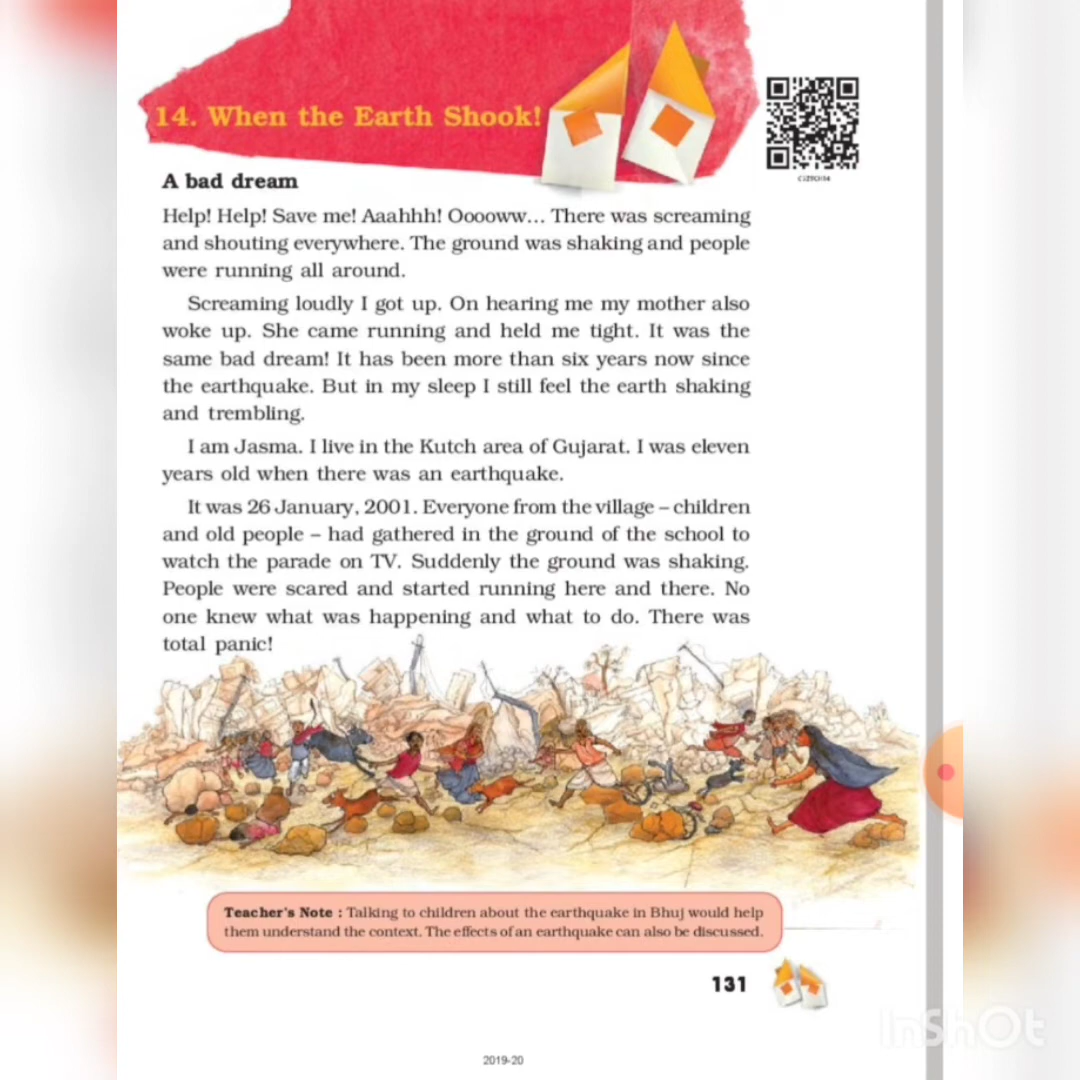 14. When the Earth Shook!
A bad dream
Help! Help! Save me! Aaahhh! Ooooww... There was screaming
and shouting everywhere. The ground was shaking and people
were running all around.
Screaming loudly I got up. On hearing me my mother also
woke up. She came running and held me tight. It was the
same bad dream! It has been more than six years now since
the earthquake. But in my sleep I still feel the earth shaking
and trembling.
I am Jasma. I live in the Kutch area of Gujarat. I was eleven
years old when there was an earthquake.
It was 26 January, 2001. Everyone from the village – children
and old people – had gathered in the ground of the school to
watch the parade on TV. Suddenly the ground was shaking.
People were scared and started running here and there. No
one knew what was happening and what to do. There was
total panic!
Teacher's Note : Talking to children about the earthquake in Bhuj would help
them understand the context. The effects of an earthquake can also be discussed.
131
InShOt
2019-20